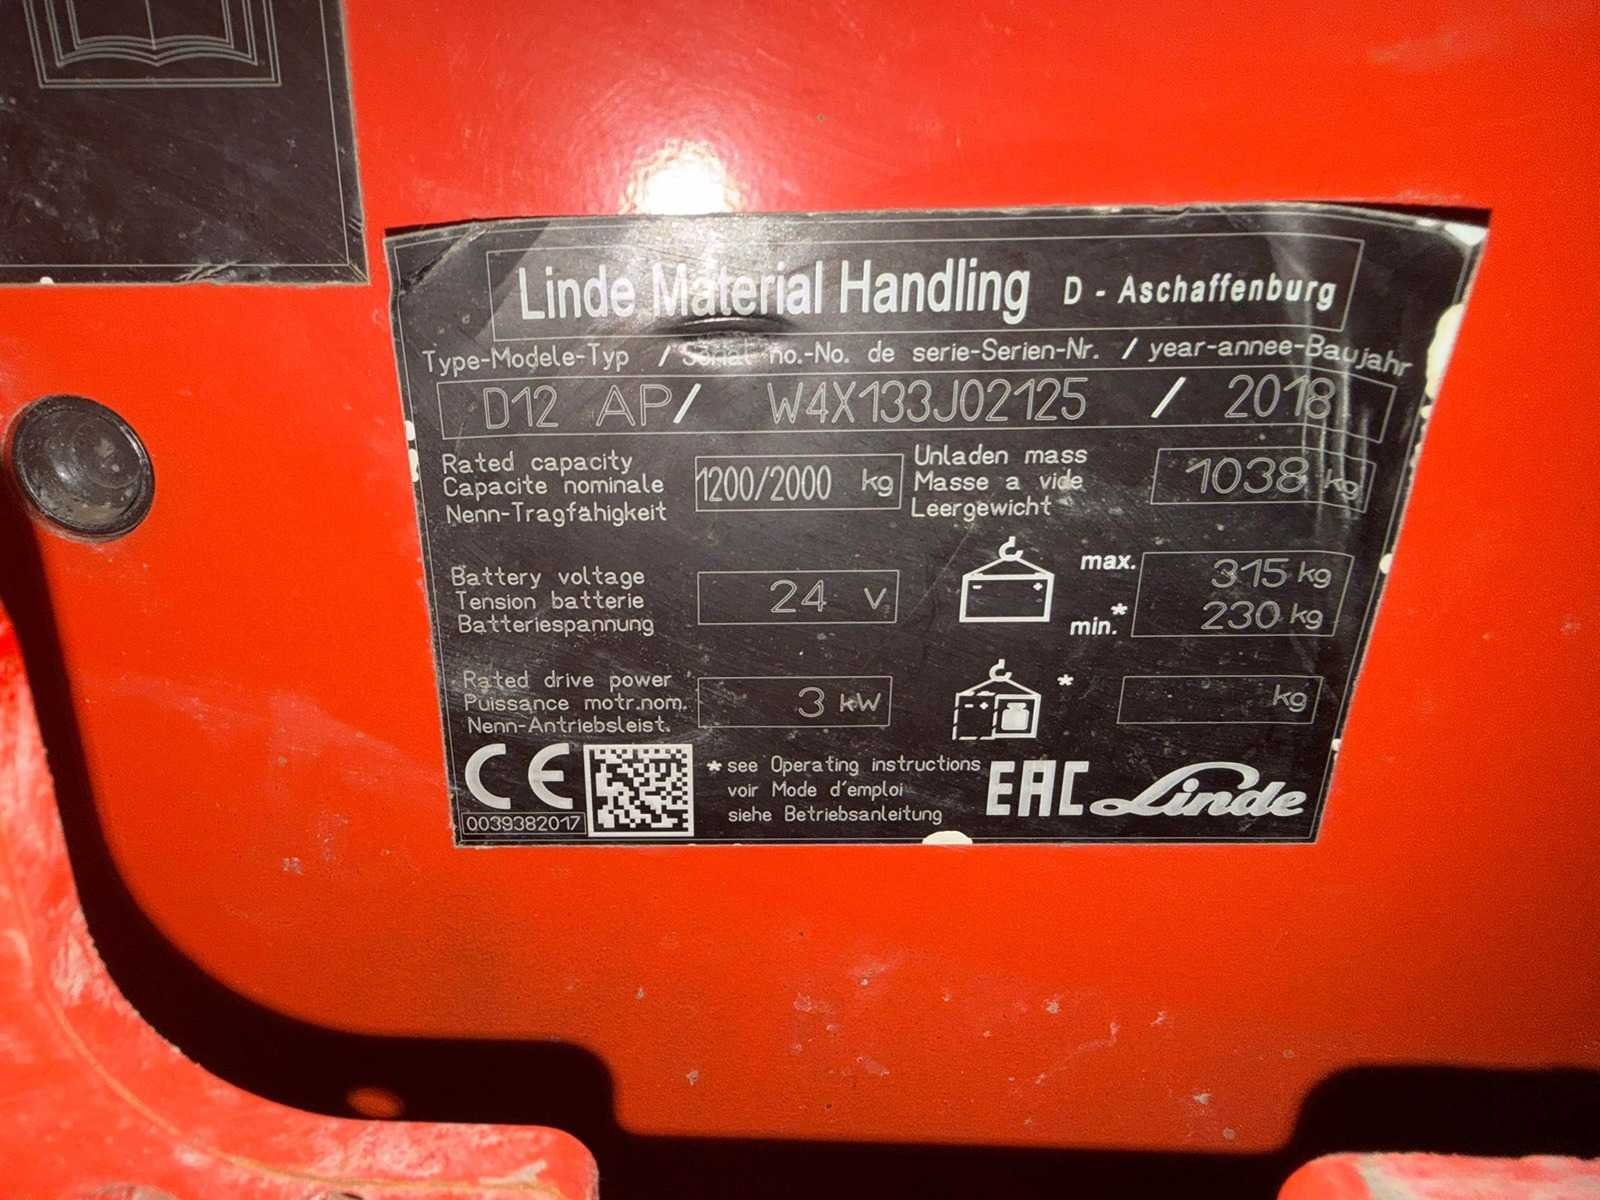 Linde Material Handling D - Aschaffenburg
Type-Modele-Typ / Serial no.-No. de serie-Serien-Nr. / year-annee-Baujahr
D12 AP / W4X133J02125 / 2018
Rated capacity
Capacite nominale
Nenn-Tragfähigkeit
1200/2000 kg
Unladen mass
Masse a vide
Leergewicht
1038 kg
Battery voltage
Tension batterie
Batteriespannung
24 V
- +
max. 315 kg
min.* 230 kg
Rated drive power
Puissance motr.nom.
Nenn-Antriebsleist.
3 kW
- +
* kg
CE
0039382017
* see Operating instructions
voir Mode d'emploi
siehe Betriebsanleitung
EAC Linde